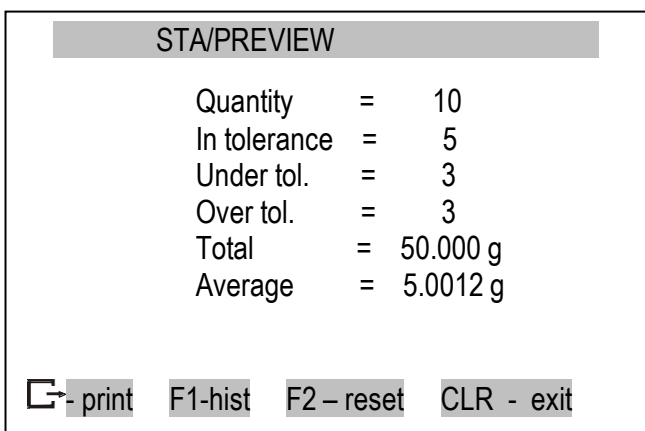 STA/PREVIEW
Quantity = 10
In tolerance = 5
Under tol. = 3
Over tol. = 3
Total = 50.000 g
Average = 5.0012 g
- print F1-hist F2 – reset CLR - exit